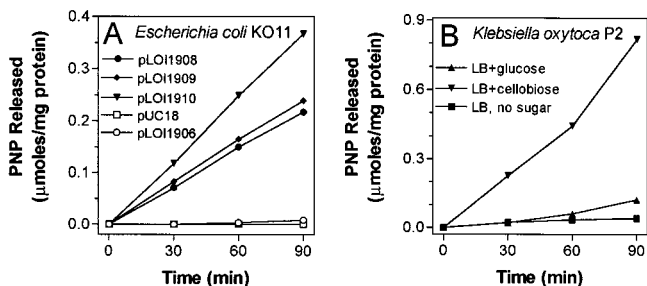 A Escherichia coli KO11
PNP Released
(μmoles/mg protein)
0.4
0.3
0.2
0.1
0.0
pLOI1908
pLOI1909
pLOI1910
pUC18
pLOI1906
0 30 60 90
Time (min)
B Klebsiella oxytoca P2
PNP Released
(μmoles/mg protein)
0.9
0.6
0.3
0.0
LB+glucose
LB+cellobiose
LB, no sugar
0 30 60 90
Time (min)